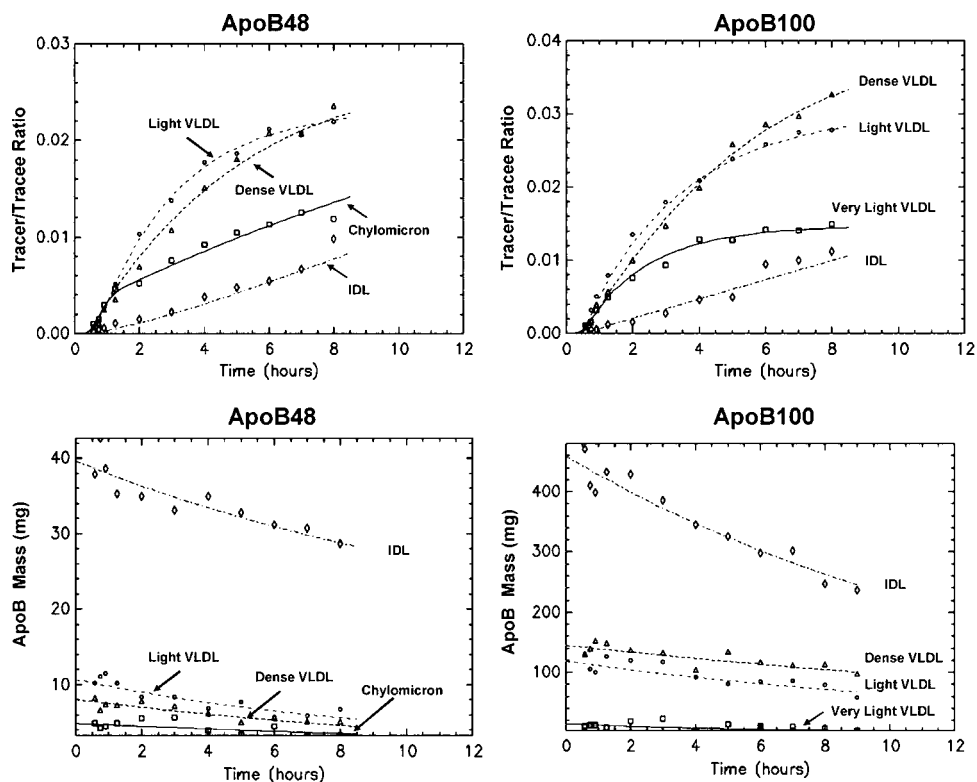 ApoB48
Tracer/Tracee Ratio
0.03
0.02
0.01
0.00
Light VLDL
Dense VLDL
Chylomicron
IDL
0 2 4 6 8 10 12
Time (hours)
ApoB100
Tracer/Tracee Ratio
0.04
0.03
0.02
0.01
0.00
Dense VLDL
Light VLDL
Very Light VLDL
IDL
0 2 4 6 8 10 12
Time (hours)
ApoB48
ApoB Mass (mg)
40
30
20
10
IDL
Light VLDL
Dense VLDL
Chylomicron
0 2 4 6 8 10 12
Time (hours)
ApoB100
ApoB Mass (mg)
400
300
200
100
IDL
Dense VLDL
Light VLDL
Very Light VLDL
0 2 4 6 8 10 12
Time (hours)